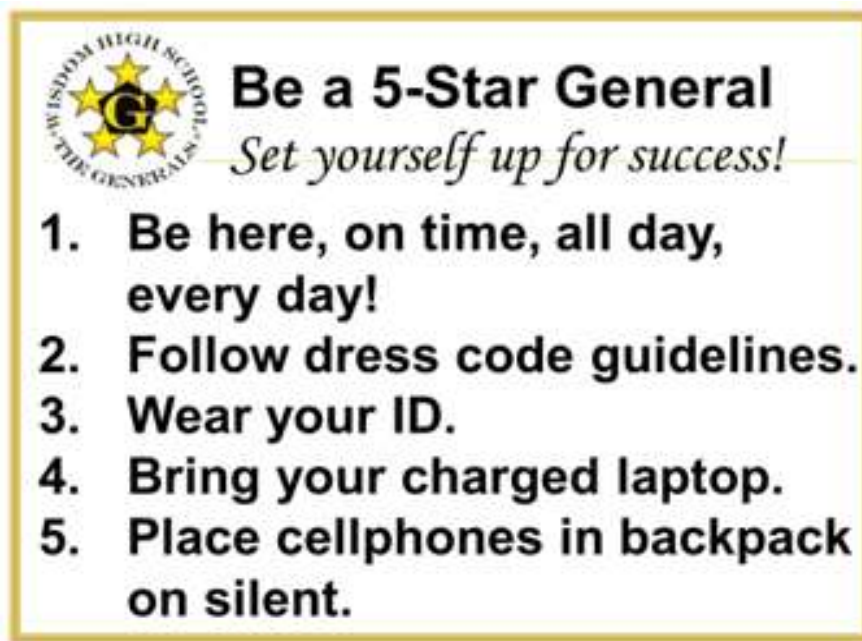 WISDOM HIGH SCHOOL
THE GENERALS
G
Be a 5-Star General
Set yourself up for success!
1. Be here, on time, all day,
every day!
2. Follow dress code guidelines.
3. Wear your ID.
4. Bring your charged laptop.
5. Place cellphones in backpack
on silent.